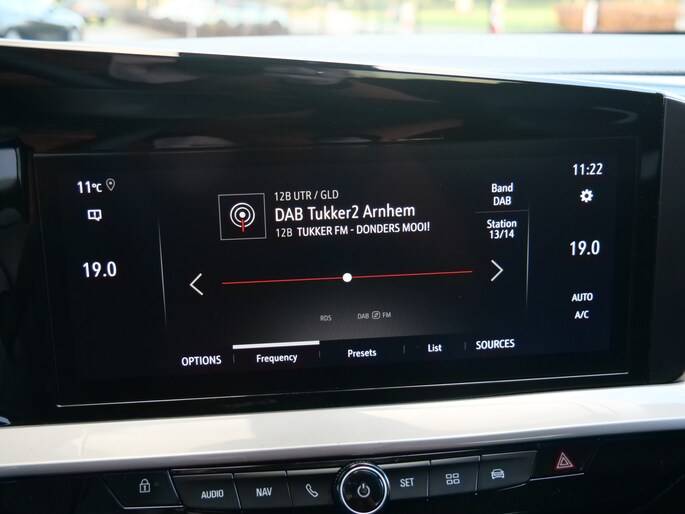 11°C
11:22
12B UTR / GLD
DAB Tukker2 Arnhem
12B TUKKER FM - DONDERS MOOI!
Band
DAB
Station
13/14
19.0
19.0
RDS
DAB FM
AUTO
A/C
OPTIONS
Frequency
Presets
List
SOURCES
AUDIO
NAV
SET